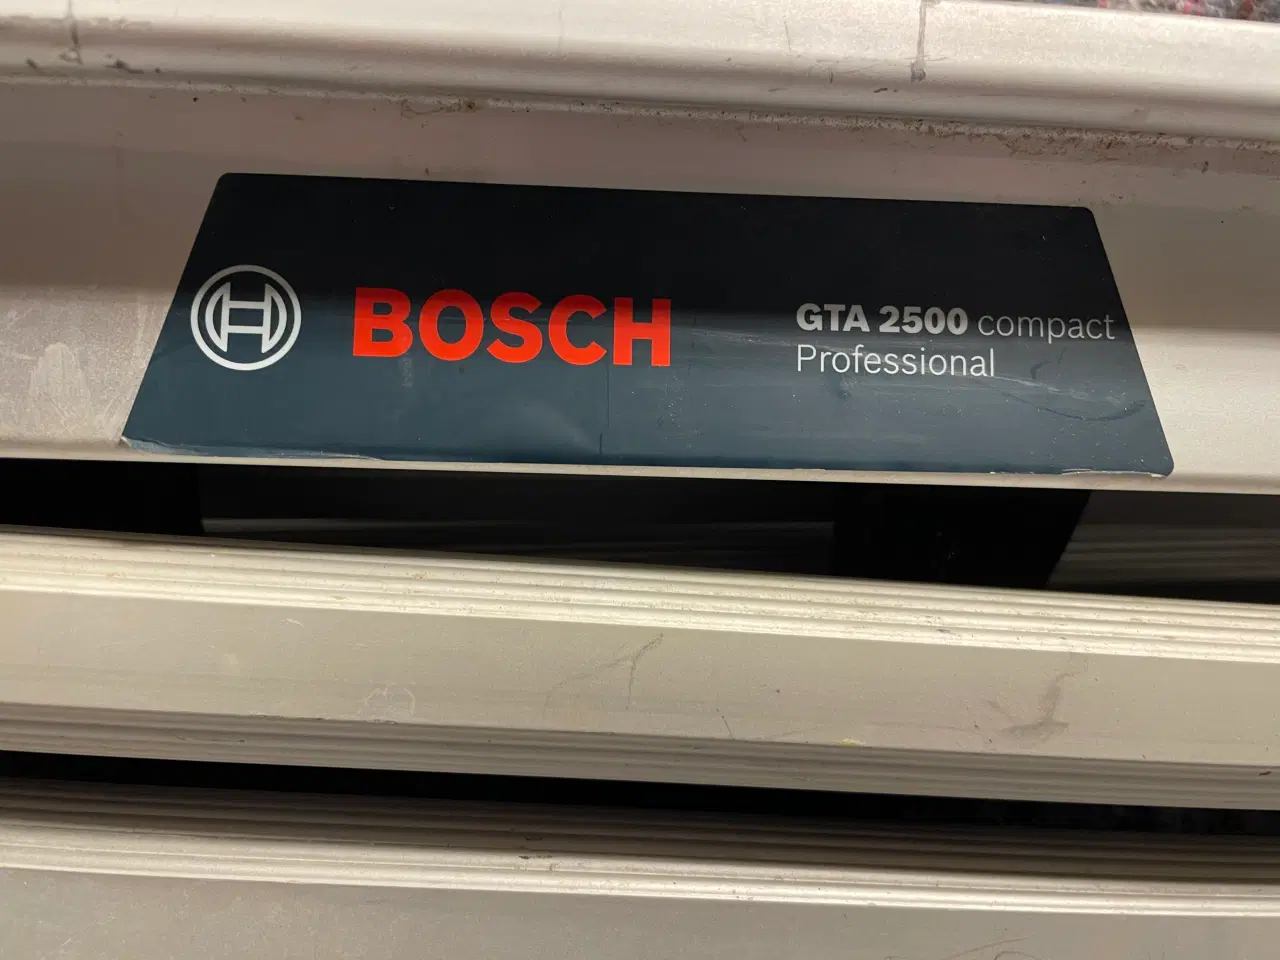 BOSCH
GTA 2500 compact
Professional